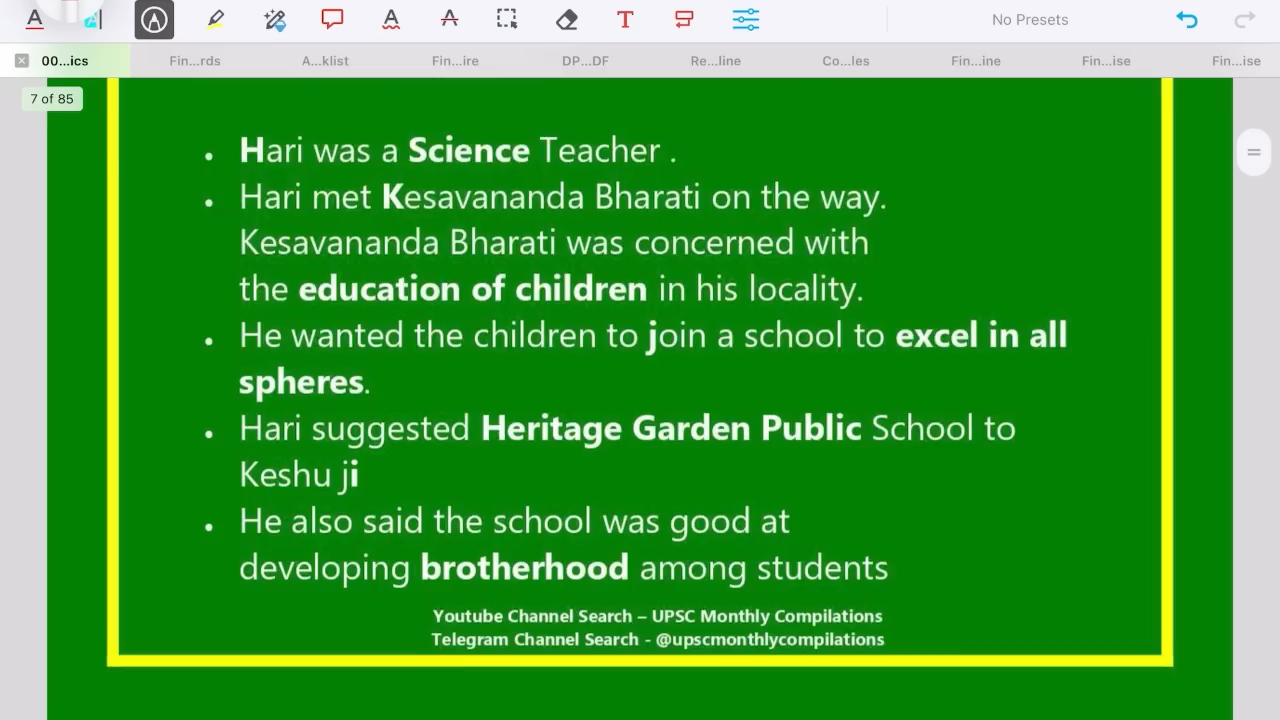 No Presets
00...ics
Fin...rds
A...klist
Fin...ire
DP...DF
Re...line
Co...les
Fin...ine
Fin...ise
Fin...ise
7 of 85
• Hari was a Science Teacher .
• Hari met Kesavananda Bharati on the way.
Kesavananda Bharati was concerned with
the education of children in his locality.
• He wanted the children to join a school to excel in all
spheres.
• Hari suggested Heritage Garden Public School to
Keshu ji
• He also said the school was good at
developing brotherhood among students
Youtube Channel Search – UPSC Monthly Compilations
Telegram Channel Search - @upscmonthlycompilations